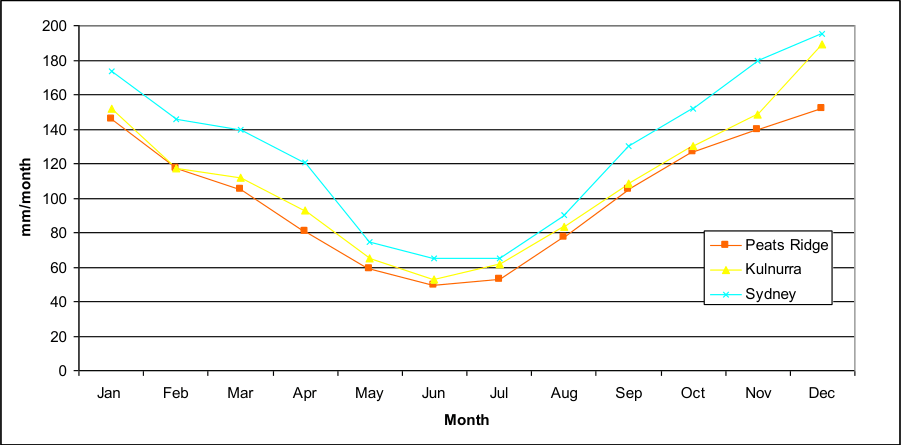 200
180
160
140
120
100
80
60
40
20
0
mm/month
Jan Feb Mar Apr May Jun Jul Aug Sep Oct Nov Dec
Month
Peats Ridge
Kulnurra
Sydney